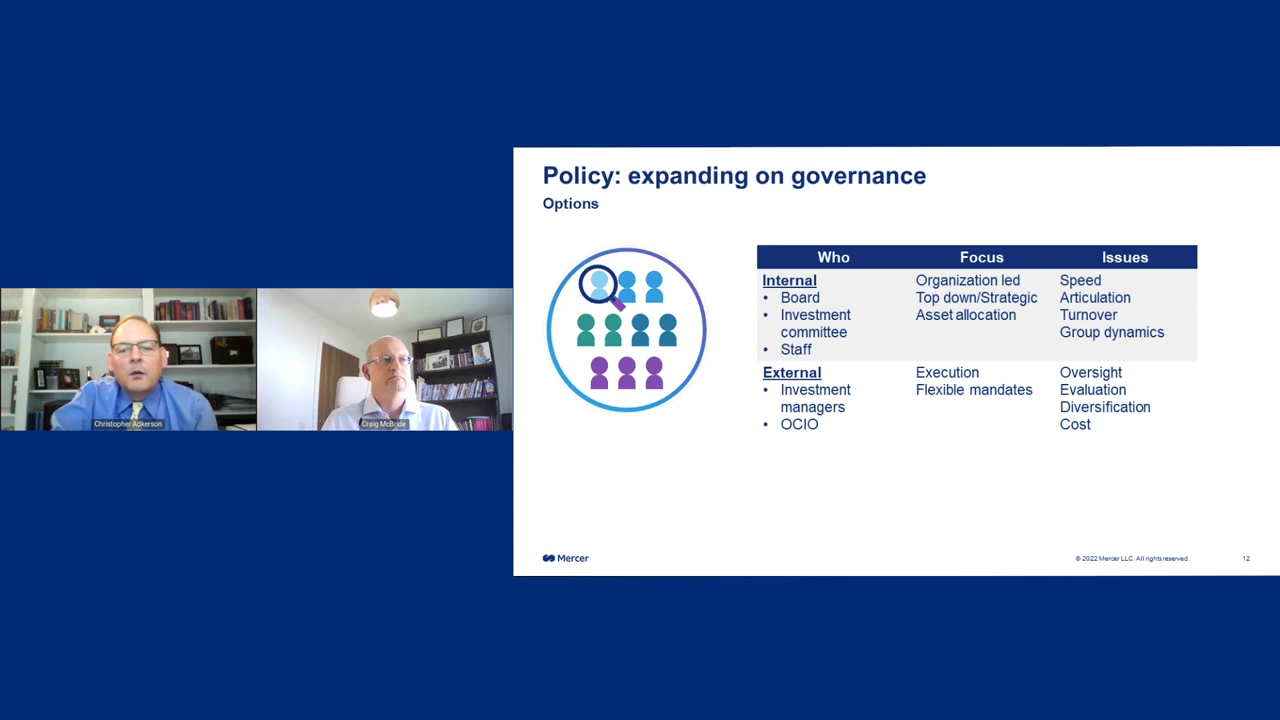 Policy: expanding on governance
Options
Who Focus Issues
Internal
• Board
• Investment
committee
• Staff
Organization led
Top down/Strategic
Asset allocation
Speed
Articulation
Turnover
Group dynamics
External
• Investment
managers
• OCIO
Execution
Flexible mandates
Oversight
Evaluation
Diversification
Cost
Christopher Adkerson
Craig McBride
Mercer
© 2022 Mercer LLC. All rights reserved.
12